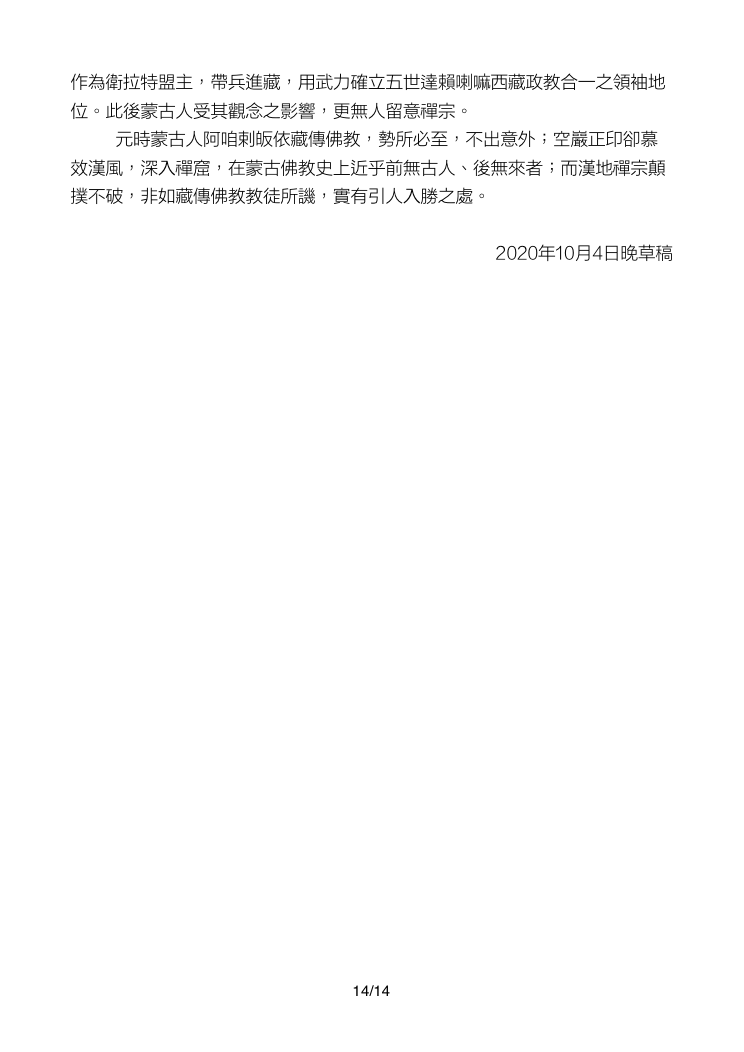 作為衛拉特盟主，帶兵進藏，用武力確立五世達賴喇嘛西藏政教合一之領袖地
位。此後蒙古人受其觀念之影響，更無人留意禪宗。
元時蒙古人阿咱剌皈依藏傳佛教，勢所必至，不出意外；空巖正印卻慕
效漢風，深入禪窟，在蒙古佛教史上近乎前無古人、後無來者；而漢地禪宗顛
撲不破，非如藏傳佛教教徒所譏，實有引人入勝之處。
2020年10月4日晚草稿
14/14